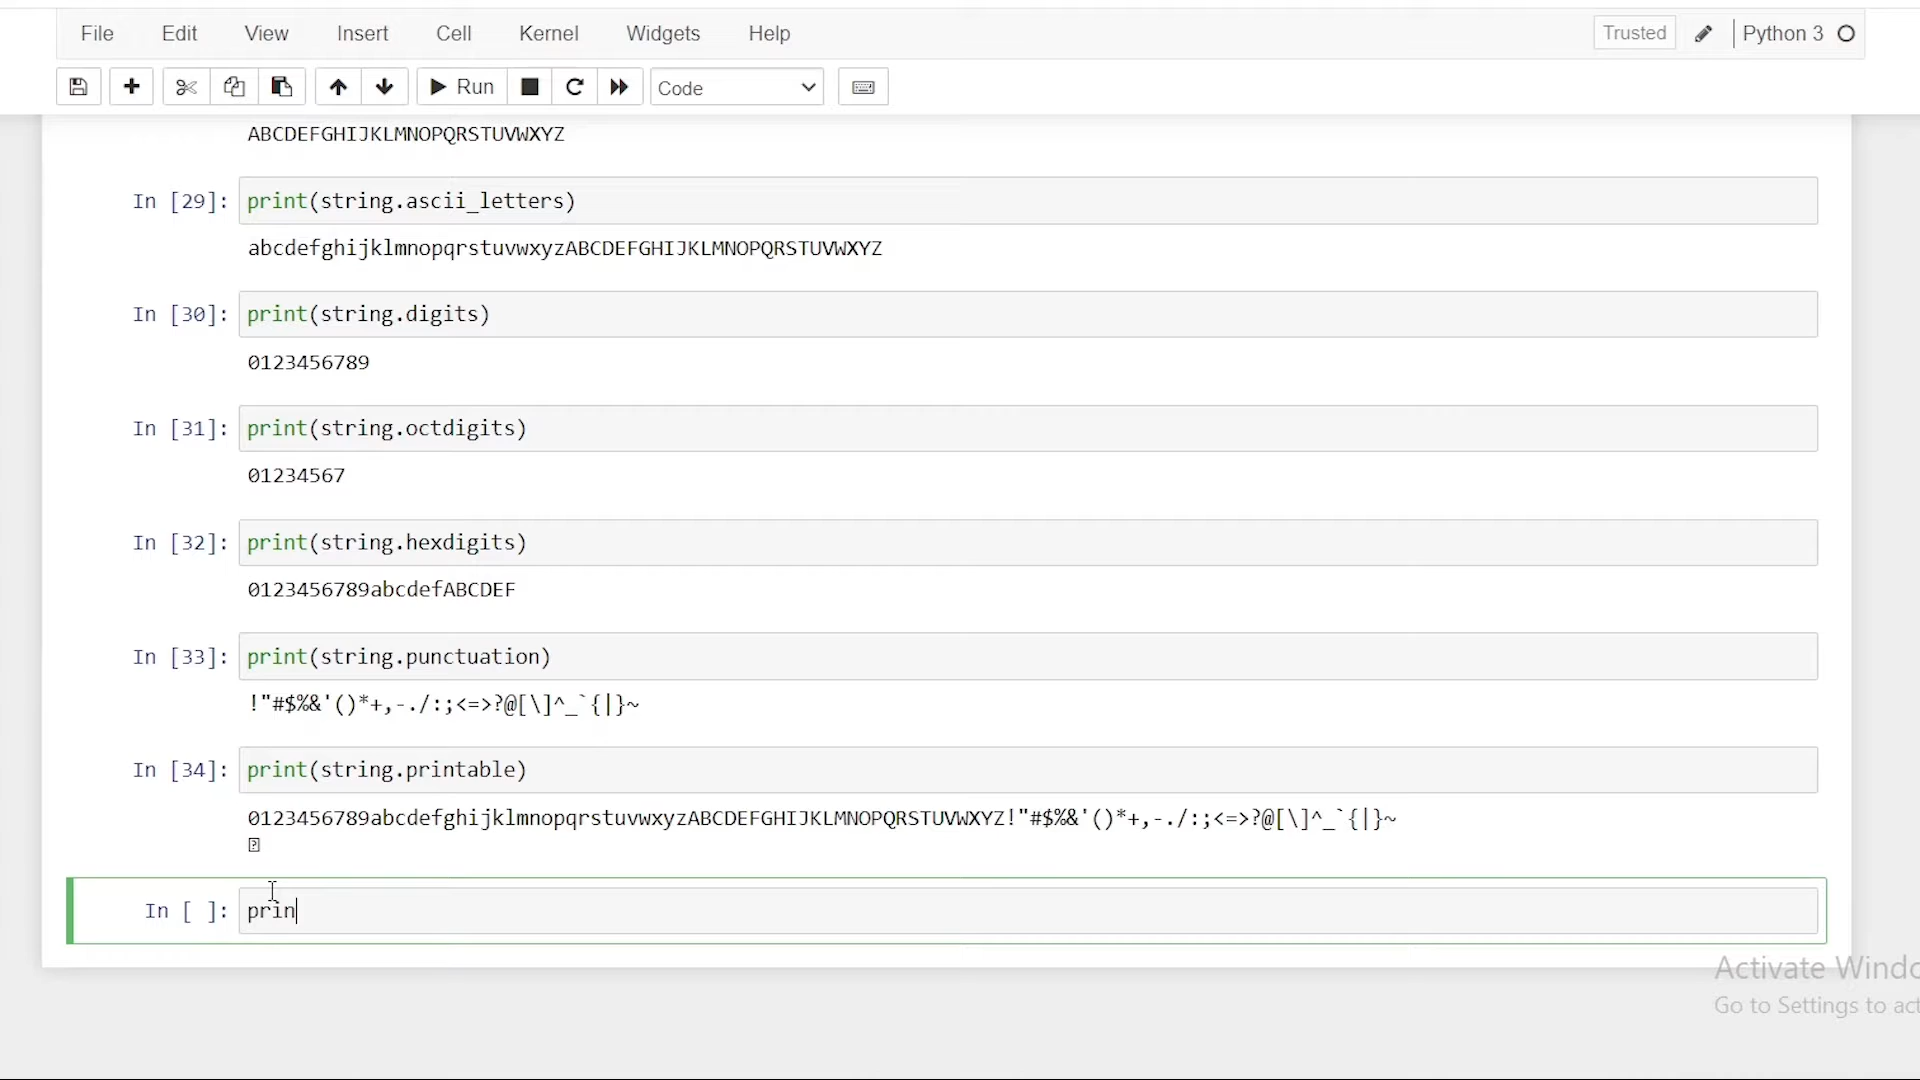 File Edit View Insert Cell Kernel Widgets Help Trusted Python 3
Run Code
ABCDEFGHIJKLMNOPQRSTUVWXYZ
In [29]: print(string.ascii_letters)
abcdefghijklmnopqrstuvwxyzABCDEFGHIJKLMNOPQRSTUVWXYZ
In [30]: print(string.digits)
0123456789
In [31]: print(string.octdigits)
01234567
In [32]: print(string.hexdigits)
0123456789abcdefABCDEF
In [33]: print(string.punctuation)
!"#$%&'()*+,-./:;<=>?@[\]^_`{|}~
In [34]: print(string.printable)
0123456789abcdefghijklmnopqrstuvwxyzABCDEFGHIJKLMNOPQRSTUVWXYZ!"#$%&'()*+,-./:;<=>?@[\]^_`{|}~
In [ ]: prin
Activate Windo
Go to Settings to act